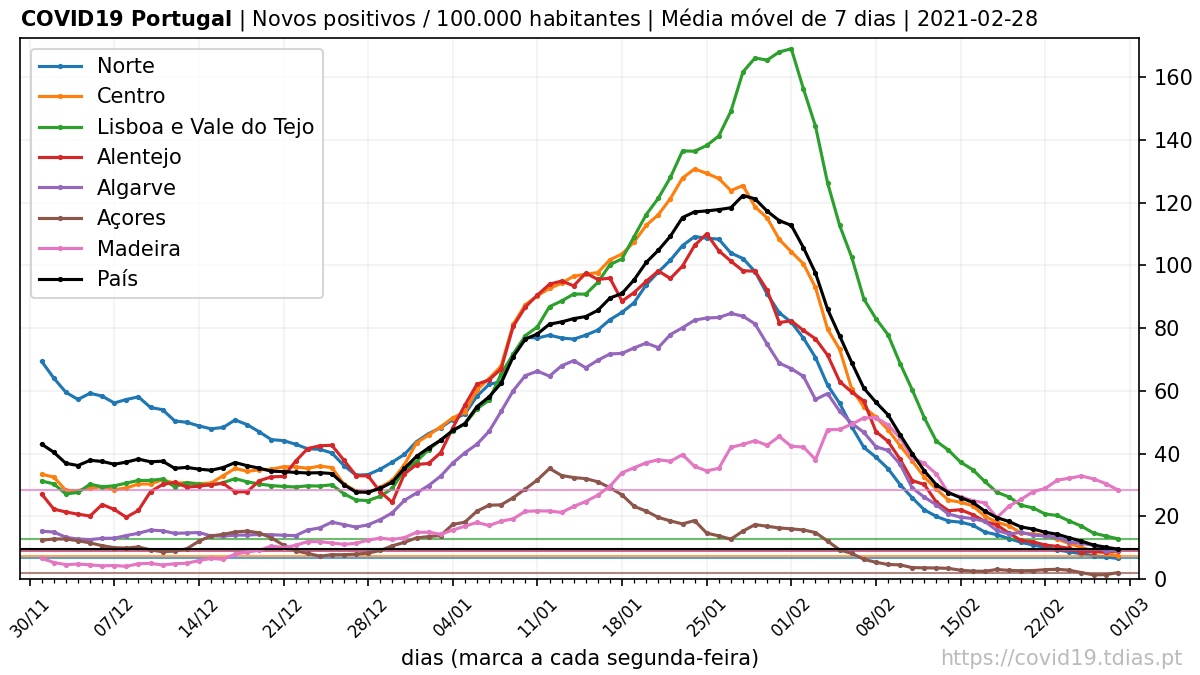 COVID19 Portugal | Novos positivos / 100.000 habitantes | Média móvel de 7 dias | 2021-02-28
Norte
Centro
Lisboa e Vale do Tejo
Alentejo
Algarve
Açores
Madeira
País
160
140
120
100
80
60
40
20
0
30/11
07/12
14/12
21/12
28/12
04/01
11/01
18/01
25/01
01/02
08/02
15/02
22/02
01/03
dias (marca a cada segunda-feira)
https://covid19.tdias.pt